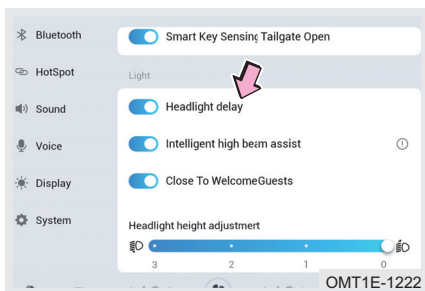 Bluetooth
Smart Key Sensing Tailgate Open
HotSpot
Light
Sound
Headlight delay
Voice
Intelligent high beam assist
Display
Close To WelcomeGuests
System
Headlight height adjustmert
3 2 1 0
OMT1E-1222